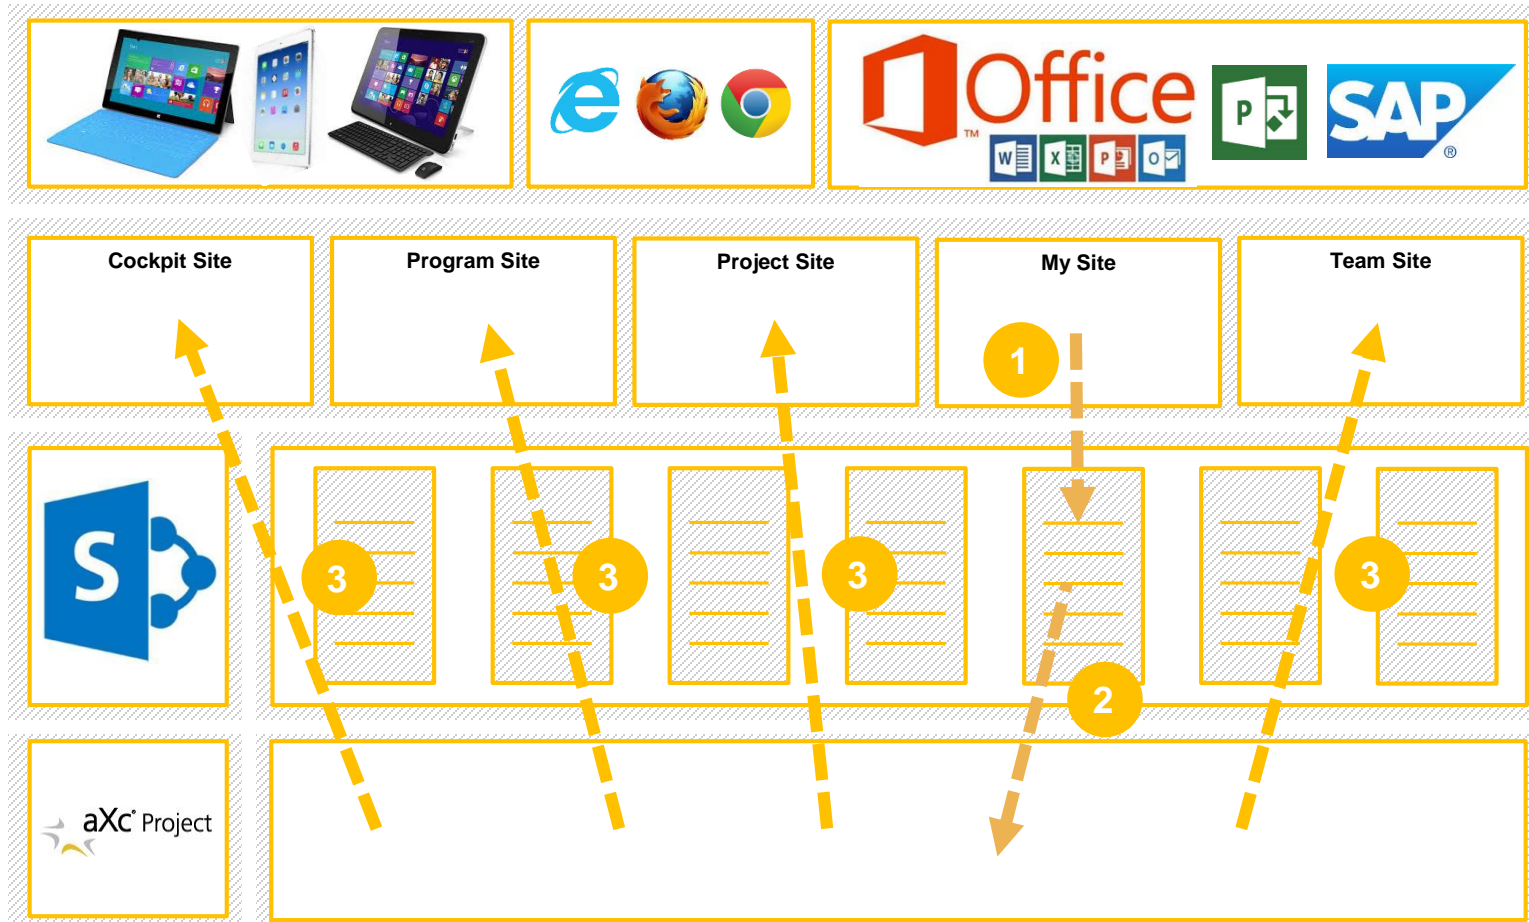 Office
TM
W X P O
P
SAP
®
Cockpit Site
Program Site
Project Site
My Site
Team Site
1
S
3
3
3
3
2
aXc® Project